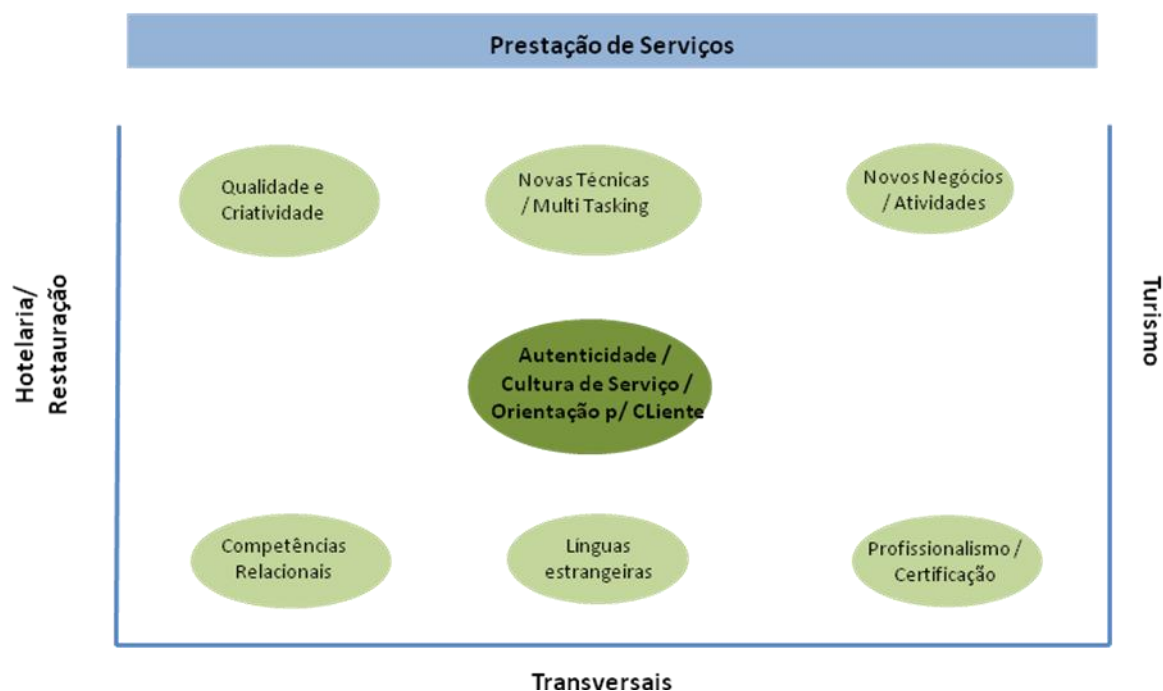 Prestação de Serviços
Qualidade e
Criatividade
Novas Técnicas
/ Multi Tasking
Novos Negócios
/ Atividades
Hotelaria/
Restauração
Autenticidade /
Cultura de Serviço /
Orientação p/ CLiente
Turismo
Competências
Relacionais
Línguas
estrangeiras
Profissionalismo /
Certificação
Transversais